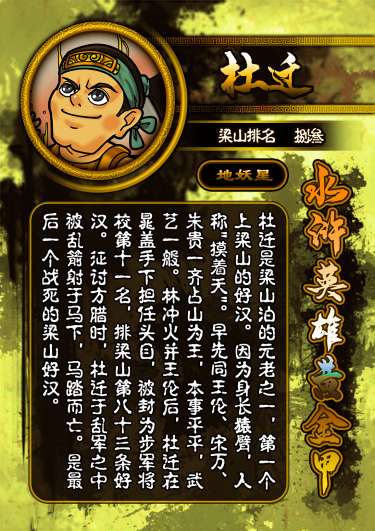 杜迁
梁山排名 捌叁
地妖星
水浒英雄黄金甲
杜迁是梁山泊的元老之一，第一个
上梁山的好汉。因为身长猿臂，人
称“摸着天”。早先同王伦、宋万、
朱贵一齐占山为王，本事平平，武
艺一般。林冲火并王伦后，杜迁在
晁盖手下担任头目，被封为步军将
校第十一名，排梁山第八十三条好
汉。征讨方腊时，杜迁于乱军之中
被乱箭射于马下，马踏而亡。是最
后一个战死的梁山好汉。